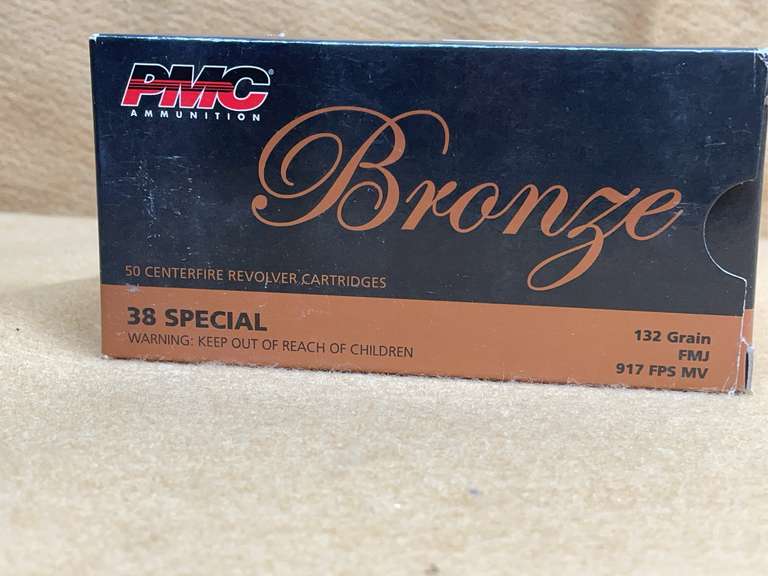 PMC®
AMMUNITION
Bronze
50 CENTERFIRE REVOLVER CARTRIDGES
38 SPECIAL
WARNING: KEEP OUT OF REACH OF CHILDREN
132 Grain
FMJ
917 FPS MV